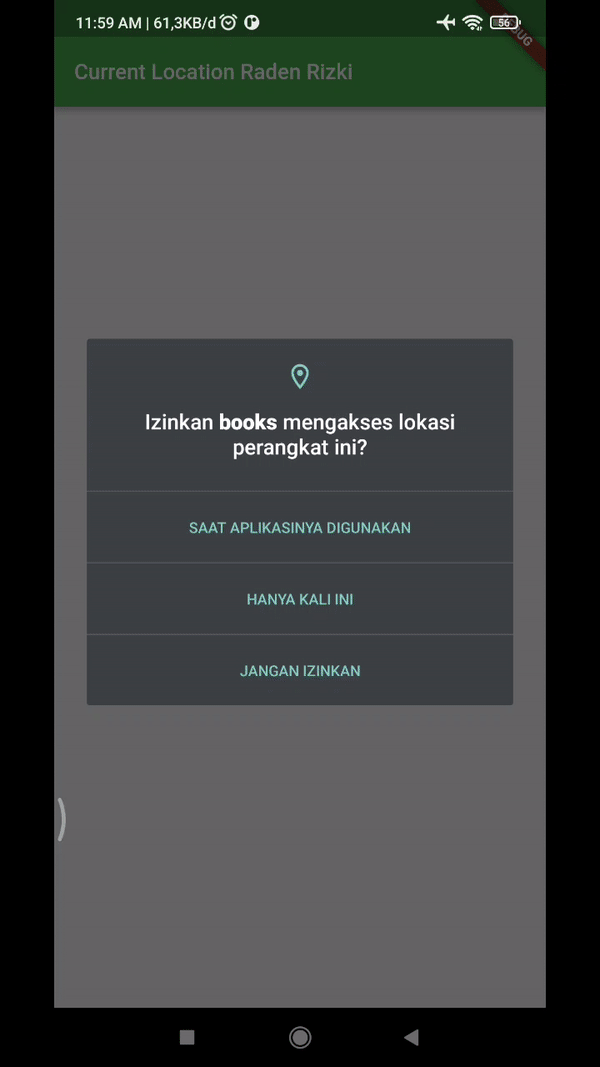 11:59 AM | 61,3KB/d
56
Current Location Raden Rizki
Izinkan books mengakses lokasi
perangkat ini?
SAAT APLIKASINYA DIGUNAKAN
HANYA KALI INI
JANGAN IZINKAN